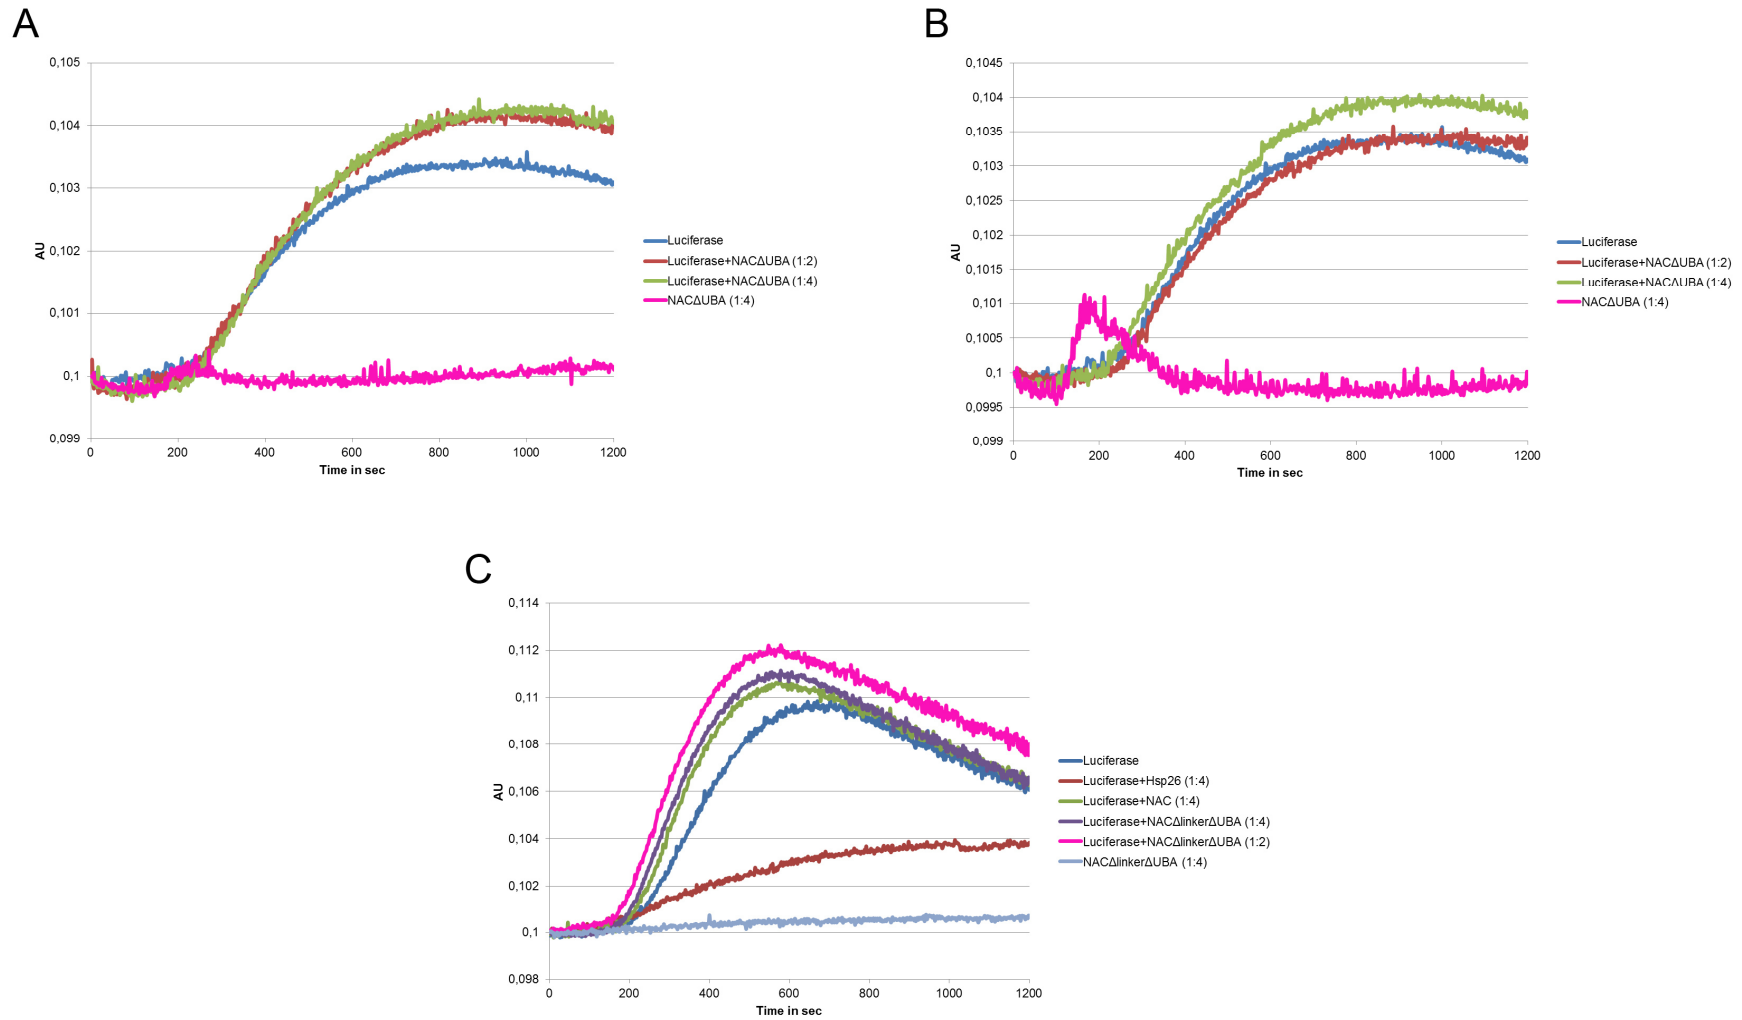 A
0,105
0,104
0,103
0,102
0,101
0,1
0,099
AU
0 200 400 600 800 1000 1200
Time in sec
Luciferase
Luciferase+NACΔUBA (1:2)
Luciferase+NACΔUBA (1:4)
NACΔUBA (1:4)
B
0,1045
0,104
0,1035
0,103
0,1025
0,102
0,1015
0,101
0,1005
0,1
0,0995
0,099
AU
0 200 400 600 800 1000 1200
Time in sec
Luciferase
Luciferase+NACΔUBA (1:2)
Luciferase+NACΔUBA (1:4)
NACΔUBA (1:4)
C
0,114
0,112
0,11
0,108
0,106
0,104
0,102
0,1
0,098
AU
0 200 400 600 800 1000 1200
Time in sec
Luciferase
Luciferase+Hsp26 (1:4)
Luciferase+NAC (1:4)
Luciferase+NACΔlinkerΔUBA (1:4)
Luciferase+NACΔlinkerΔUBA (1:2)
NACΔlinkerΔUBA (1:4)